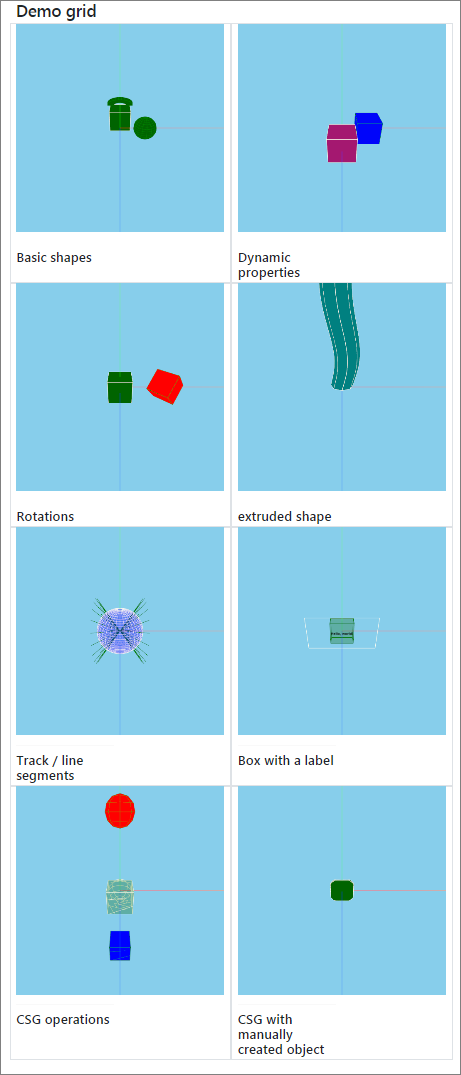 Demo grid
Basic shapes
Dynamic
properties
Rotations
extruded shape
Track / line
segments
hello_world
Box with a label
CSG operations
CSG with
manually
created object